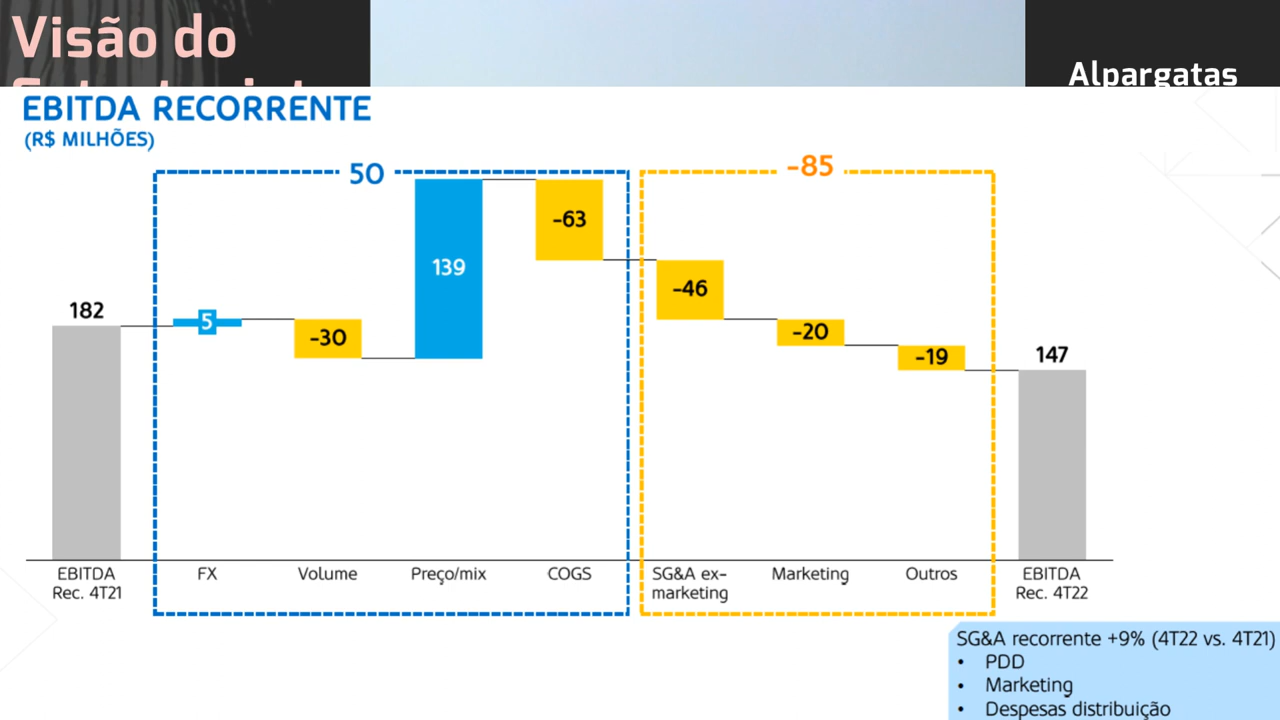 Visão do
Alpargatas
EBITDA RECORRENTE
(R$ MILHÕES)
50
-85
182
5
-30
139
-63
-46
-20
-19
147
EBITDA
Rec. 4T21
FX
Volume
Preço/mix
COGS
SG&A ex-
marketing
Marketing
Outros
EBITDA
Rec. 4T22
SG&A recorrente +9% (4T22 vs. 4T21)
• PDD
• Marketing
• Despesas distribuição